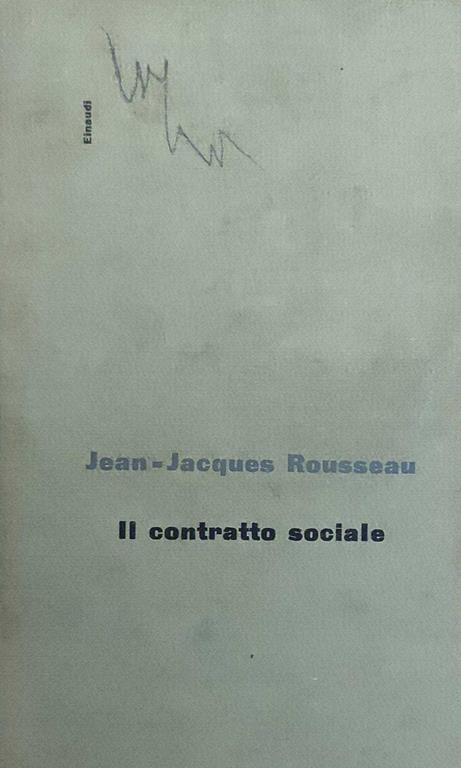 Einaudi
Jean-Jacques Rousseau
Il contratto sociale